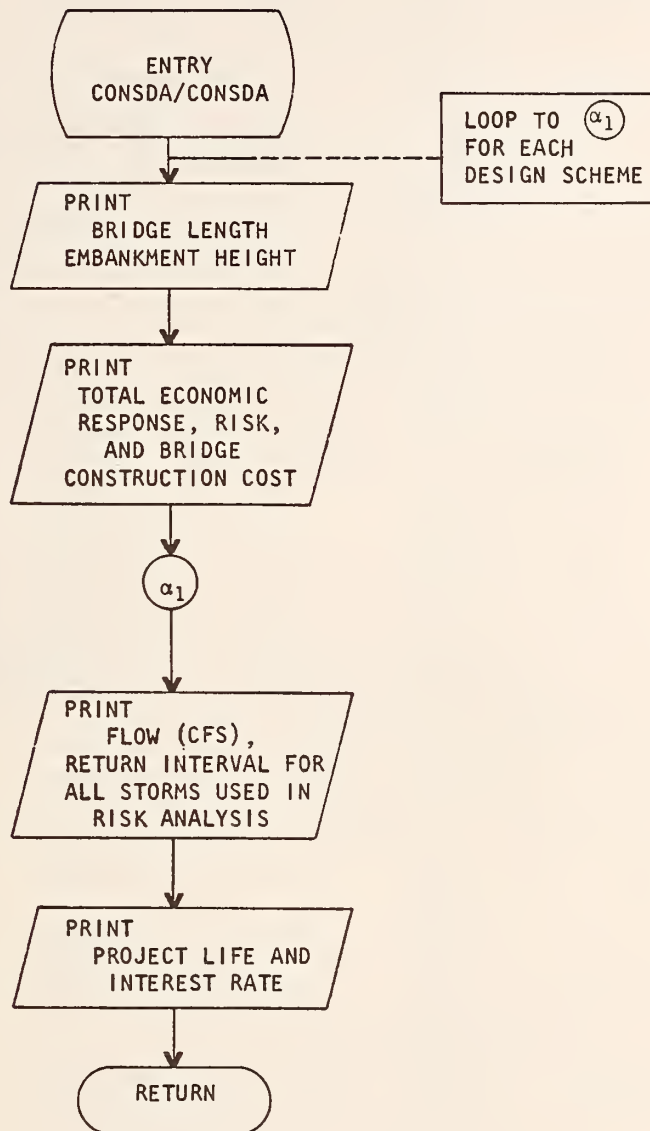 ENTRY
CONSDA/CONSDA
LOOP TO α1
FOR EACH
DESIGN SCHEME
PRINT
BRIDGE LENGTH
EMBANKMENT HEIGHT
PRINT
TOTAL ECONOMIC
RESPONSE, RISK,
AND BRIDGE
CONSTRUCTION COST
α1
PRINT
FLOW (CFS),
RETURN INTERVAL FOR
ALL STORMS USED IN
RISK ANALYSIS
PRINT
PROJECT LIFE AND
INTEREST RATE
RETURN